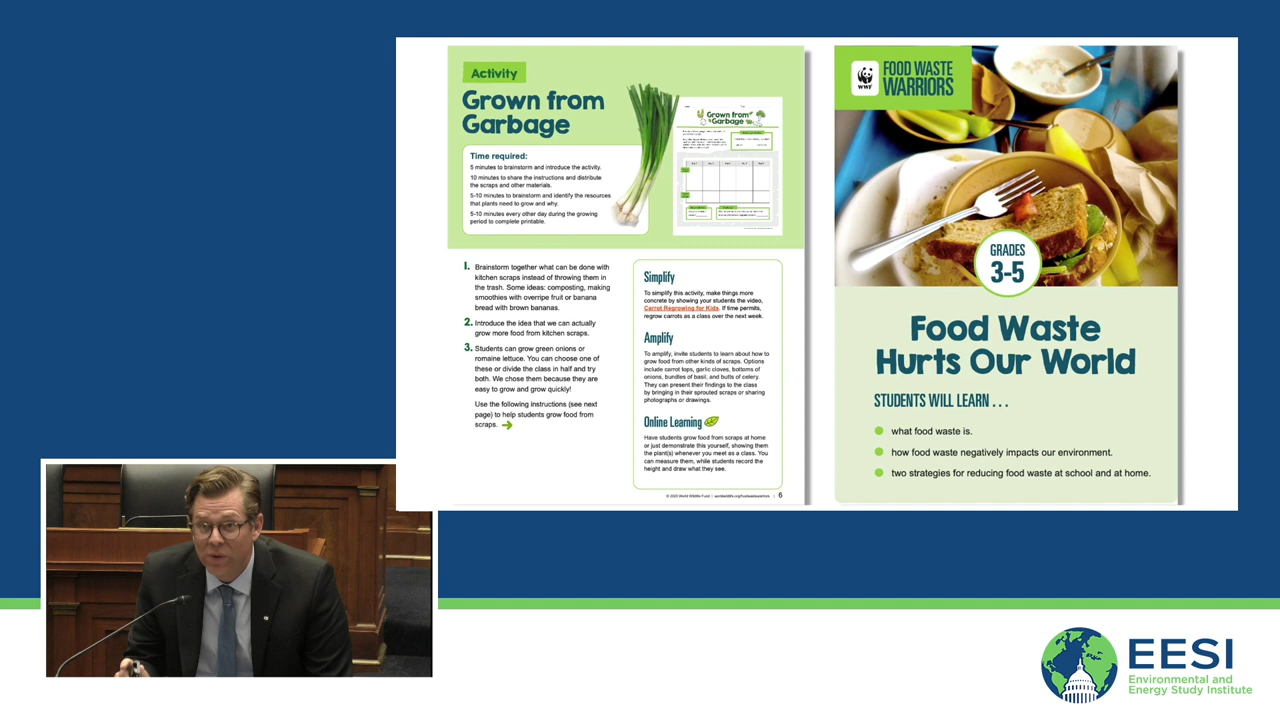 Activity
Grown from
Garbage
Time required:
5 minutes to brainstorm and introduce the activity.
10 minutes to share the instructions and distribute
the scraps and other materials.
5-10 minutes to brainstorm and identify the resources
that plants need to grow and why.
5-10 minutes every other day during the growing
period to complete printable.
Grown from
Garbage
1. Brainstorm together what can be done with
kitchen scraps instead of throwing them in
the trash. Some ideas: composting, making
smoothies with overripe fruit or banana
bread with brown bananas.
2. Introduce the idea that we can actually
grow more food from kitchen scraps.
3. Students can grow green onions or
romaine lettuce. You can choose one of
these or divide the class in half and try
both. We chose them because they are
easy to grow and grow quickly!
Use the following instructions (see next
page) to help students grow food from
scraps.
Simplify
To simplify this activity, make things more
concrete by showing your students the video,
Carrot Regrowing for Kids. If time permits,
regrow carrots as a class over the next week.
Amplify
To amplify, invite students to learn about how to
grow food from other kinds of scraps. Options
include carrot tops, garlic cloves, bottoms of
onions, bundles of basil, and butts of celery.
They can present their findings to the class
by bringing in their sprouted scraps or sharing
photographs or drawings.
Online Learning
Have students grow food from scraps at home
or just demonstrate this yourself, showing them
the plant(s) whenever you meet as a class. You
can measure them, while students record the
height and draw what they see.
© 2020 World Wildlife Fund | 6
WWF
FOOD WASTE
WARRIORS
GRADES
3-5
Food Waste
Hurts Our World
STUDENTS WILL LEARN . . .
what food waste is.
how food waste negatively impacts our environment.
two strategies for reducing food waste at school and at home.
EESI
Environmental and
Energy Study Institute